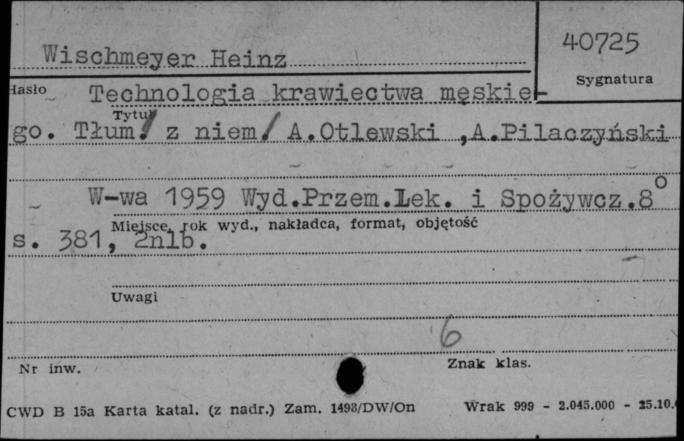 40725
Wischmeyer Heinz
Sygnatura
Hasło Technologia krawiectwa męskie-
Tytuł
go. Tłum/ z niem/ A.Otlewski ,A.Pilaczyński
W-wa 1959 Wyd.Przem.Lek. i Spożywcz.8°
Miejsce, rok wyd., nakładca, format, objętość
s. 381, 2nlb.
Uwagi
6
Nr inw.
Znak klas.
CWD B 15a Karta katal. (z nadr.) Zam. 1493/DW/On Wrak 999 - 2.045.000 - 25.10.